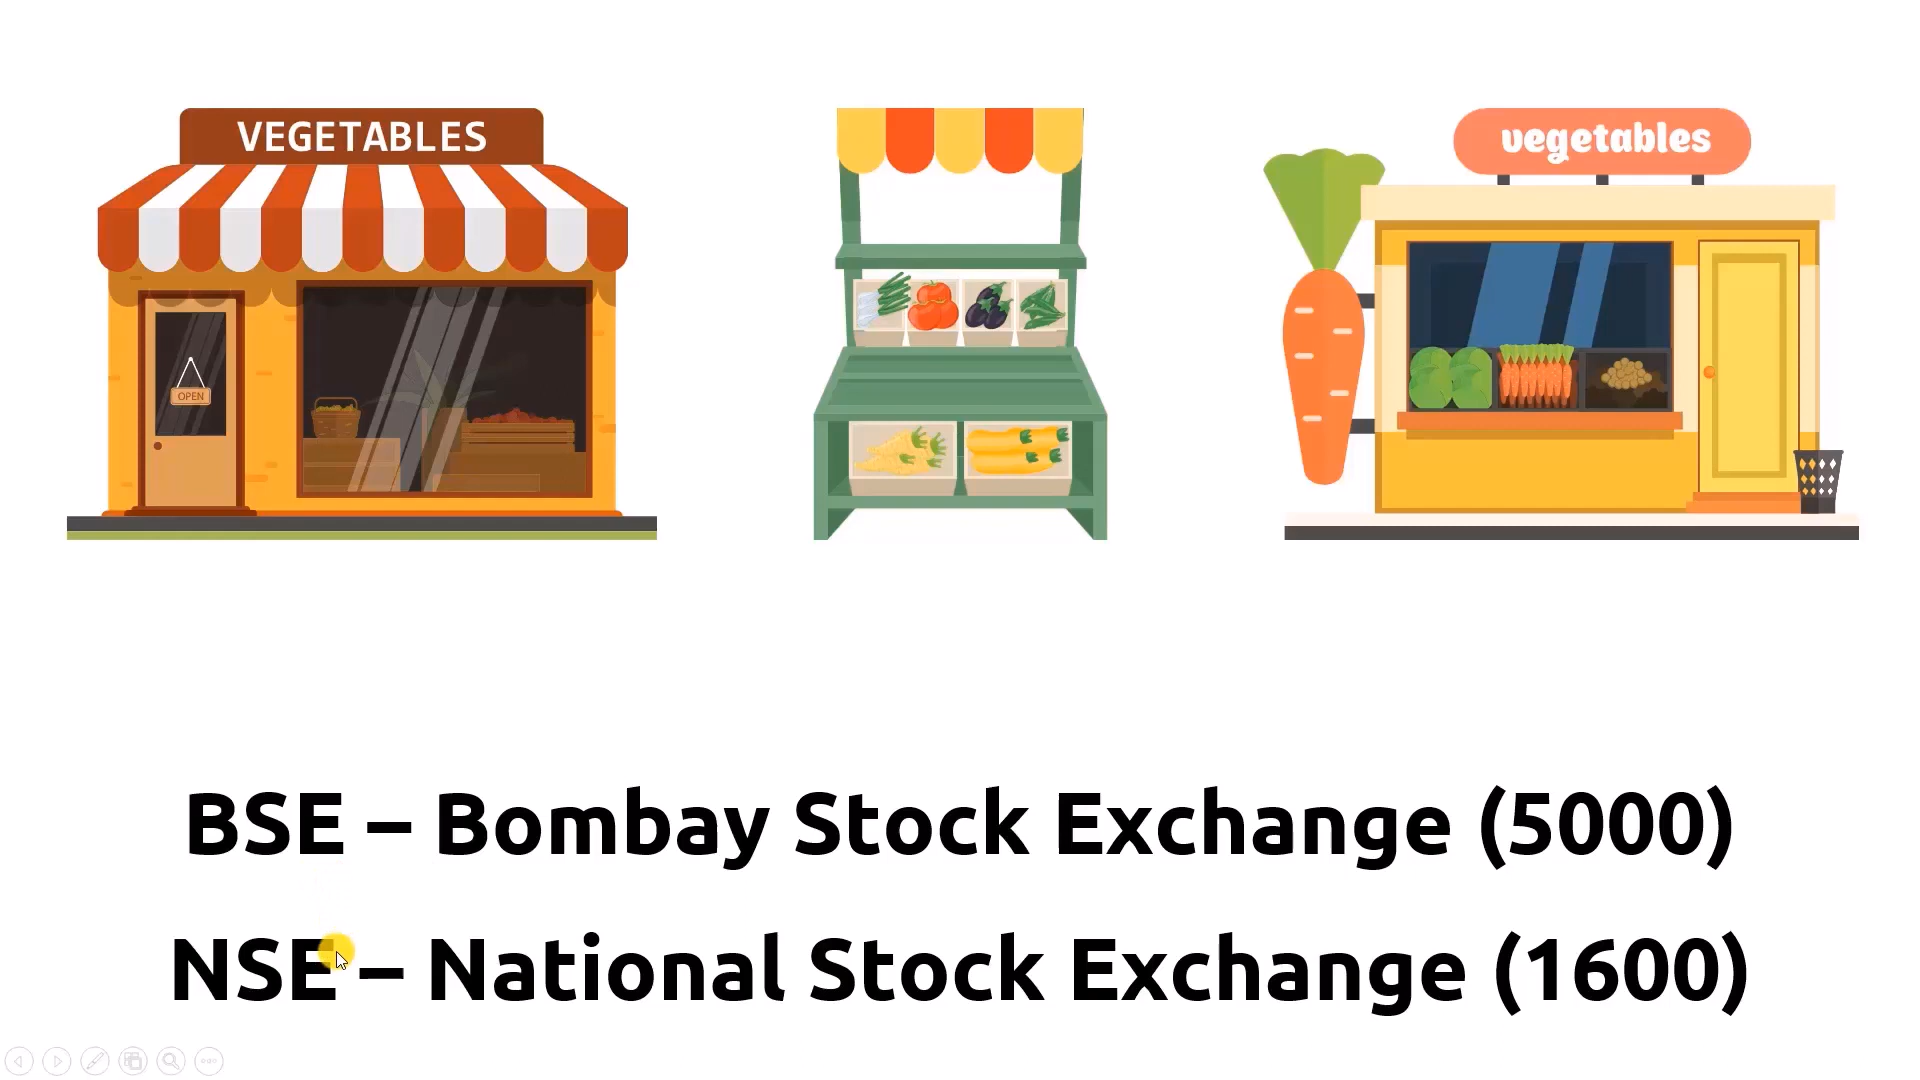 VEGETABLES
vegetables
OPEN
BSE – Bombay Stock Exchange (5000)
NSE – National Stock Exchange (1600)